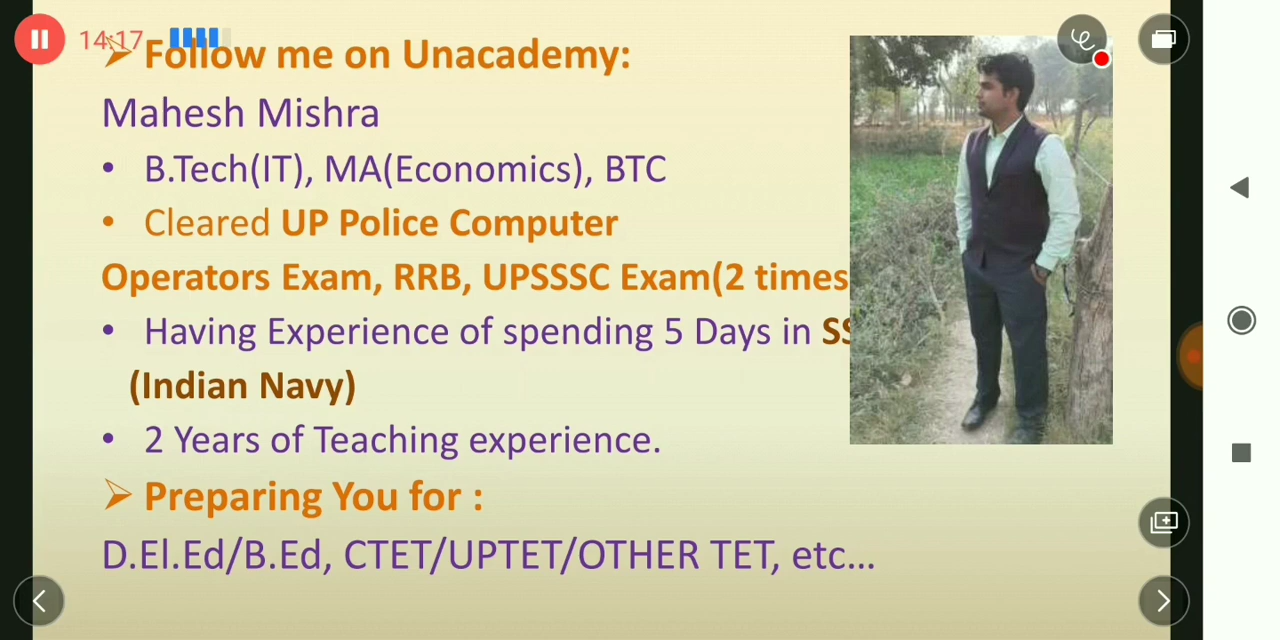 14:17
➢ Follow me on Unacademy:
Mahesh Mishra
• B.Tech(IT), MA(Economics), BTC
• Cleared UP Police Computer
Operators Exam, RRB, UPSSSC Exam(2 times
• Having Experience of spending 5 Days in
(Indian Navy)
• 2 Years of Teaching experience.
➢ Preparing You for :
D.El.Ed/B.Ed, CTET/UPTET/OTHER TET, etc...